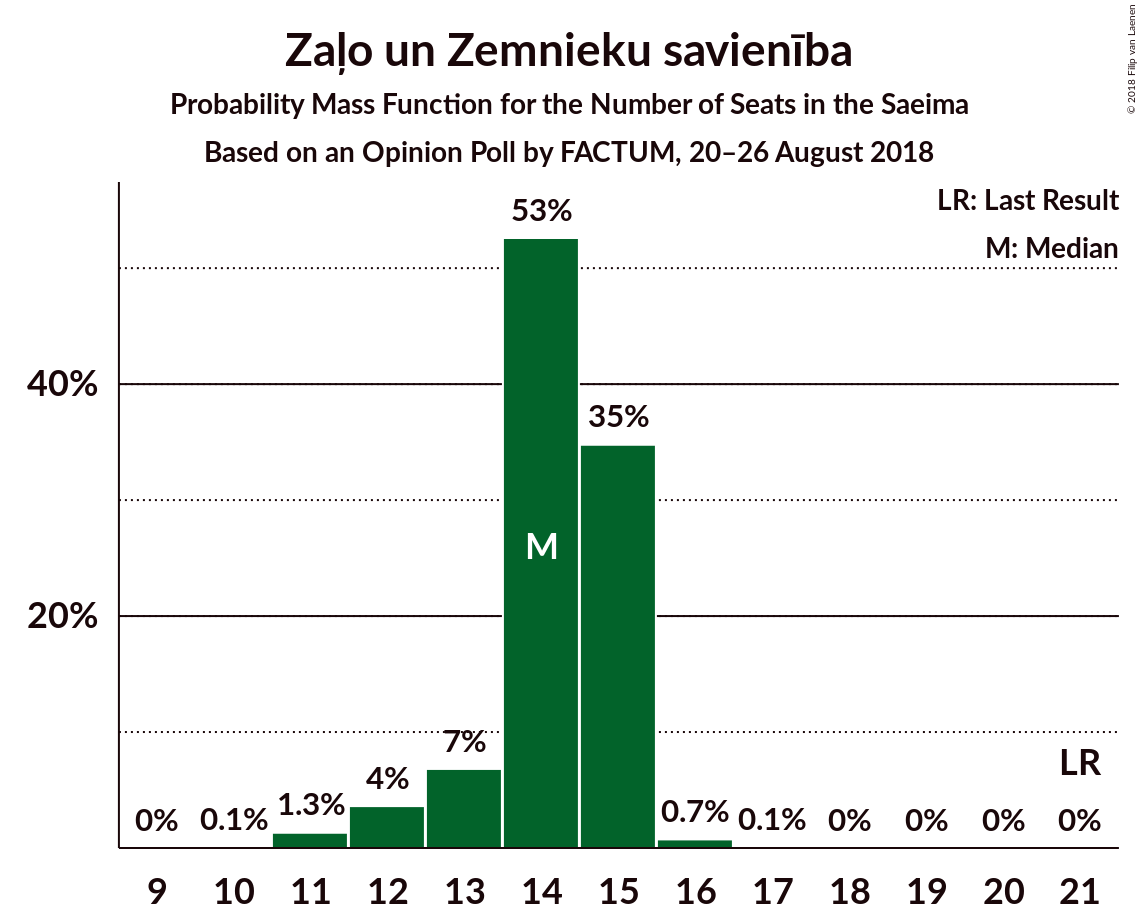 Zaļo un Zemnieku savienība
Probability Mass Function for the Number of Seats in the Saeima
Based on an Opinion Poll by FACTUM, 20–26 August 2018
© 2018 Filip van Laenen
LR: Last Result
M: Median
53%
40%
35%
M
20%
7%
LR
4%
1.3%
0% 0.1% 0.7% 0.1% 0% 0% 0% 0%
9 10 11 12 13 14 15 16 17 18 19 20 21